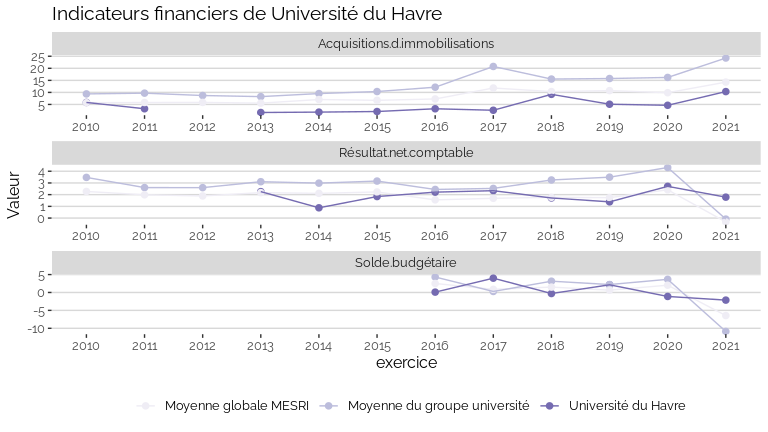 Indicateurs financiers de Université du Havre
Acquisitions.d.immobilisations
25
20
15
10
5
2010 2011 2012 2013 2014 2015 2016 2017 2018 2019 2020 2021
Résultat.net.comptable
4
3
2
1
0
2010 2011 2012 2013 2014 2015 2016 2017 2018 2019 2020 2021
Valeur
Solde.budgétaire
5
0
-5
-10
2010 2011 2012 2013 2014 2015 2016 2017 2018 2019 2020 2021
exercice
Moyenne globale MESRI Moyenne du groupe université Université du Havre